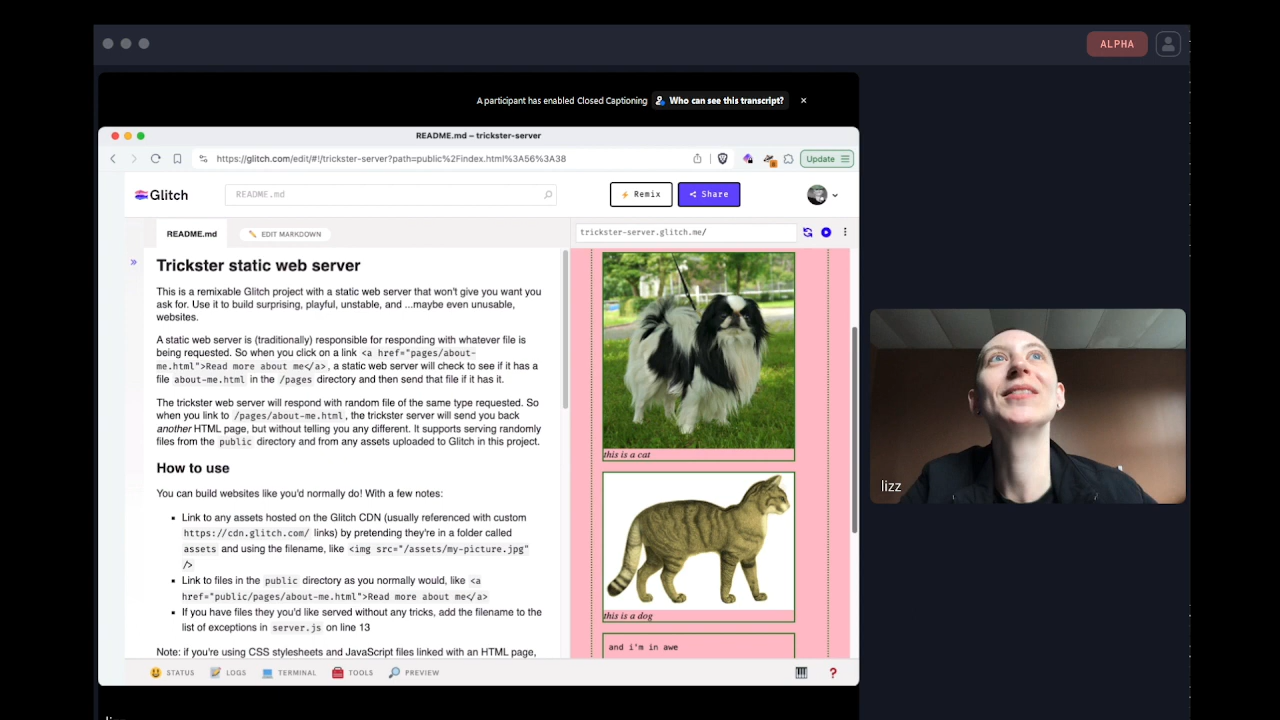 ALPHA
A participant has enabled Closed Captioning Who can see this transcript? ×
README.md – trickster-server
https://glitch.com/edit/#!/trickster-server?path=public%2Findex.html%3A56%3A38
Update
Glitch
README.md
Remix
Share
README.md
EDIT MARKDOWN
trickster-server.glitch.me/
»
Trickster static web server
This is a remixable Glitch project with a static web server that won't give you want you
ask for. Use it to build surprising, playful, unstable, and ...maybe even unusable,
websites.
A static web server is (traditionally) responsible for responding with whatever file is
being requested. So when you click on a link <a href="pages/about-
me.html">Read more about me</a>, a static web server will check to see if it has a
file about-me.html in the /pages directory and then send that file if it has it.
The trickster web server will respond with random file of the same type requested. So
when you link to /pages/about-me.html, the trickster server will send you back
another HTML page, but without telling you any different. It supports serving randomly
files from the public directory and from any assets uploaded to Glitch in this project.
How to use
You can build websites like you'd normally do! With a few notes:
▪ Link to any assets hosted on the Glitch CDN (usually referenced with custom
https://cdn.glitch.com/ links) by pretending they're in a folder called
assets and using the filename, like <img src="/assets/my-picture.jpg"
/>
▪ Link to files in the public directory as you normally would, like <a
href="public/pages/about-me.html">Read more about me</a>
▪ If you have files they you'd like served without any tricks, add the filename to the
list of exceptions in server.js on line 13
Note: if you're using CSS stylesheets and JavaScript files linked with an HTML page,
this is a cat
this is a dog
and i'm in awe
STATUS
LOGS
TERMINAL
TOOLS
PREVIEW
?
lizz